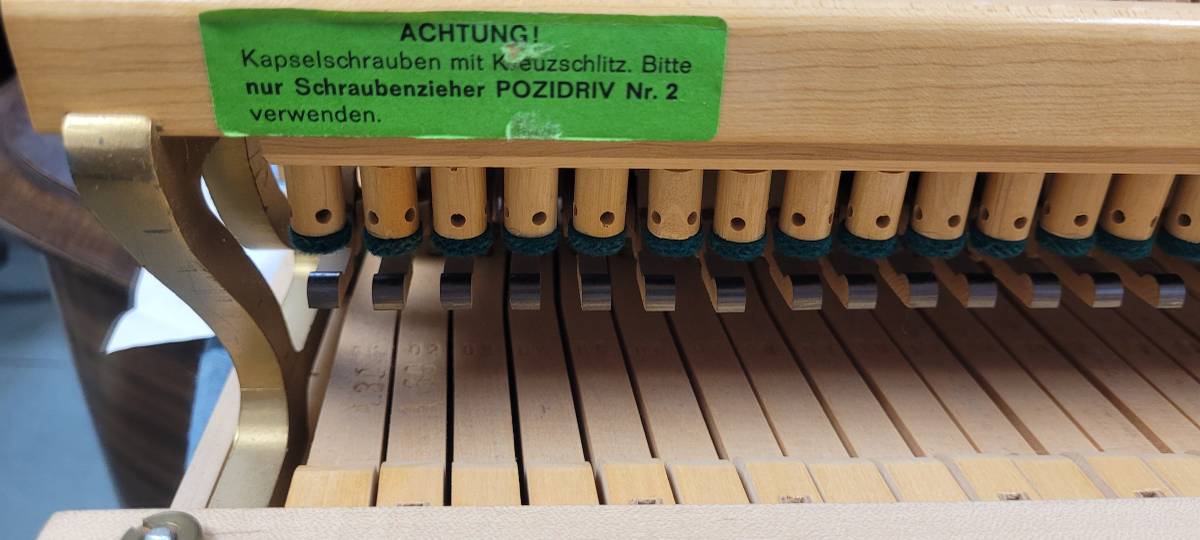 ACHTUNG!
Kapselschrauben mit Kreuzschlitz. Bitte
nur Schraubenzieher POZIDRIV Nr. 2
verwenden.